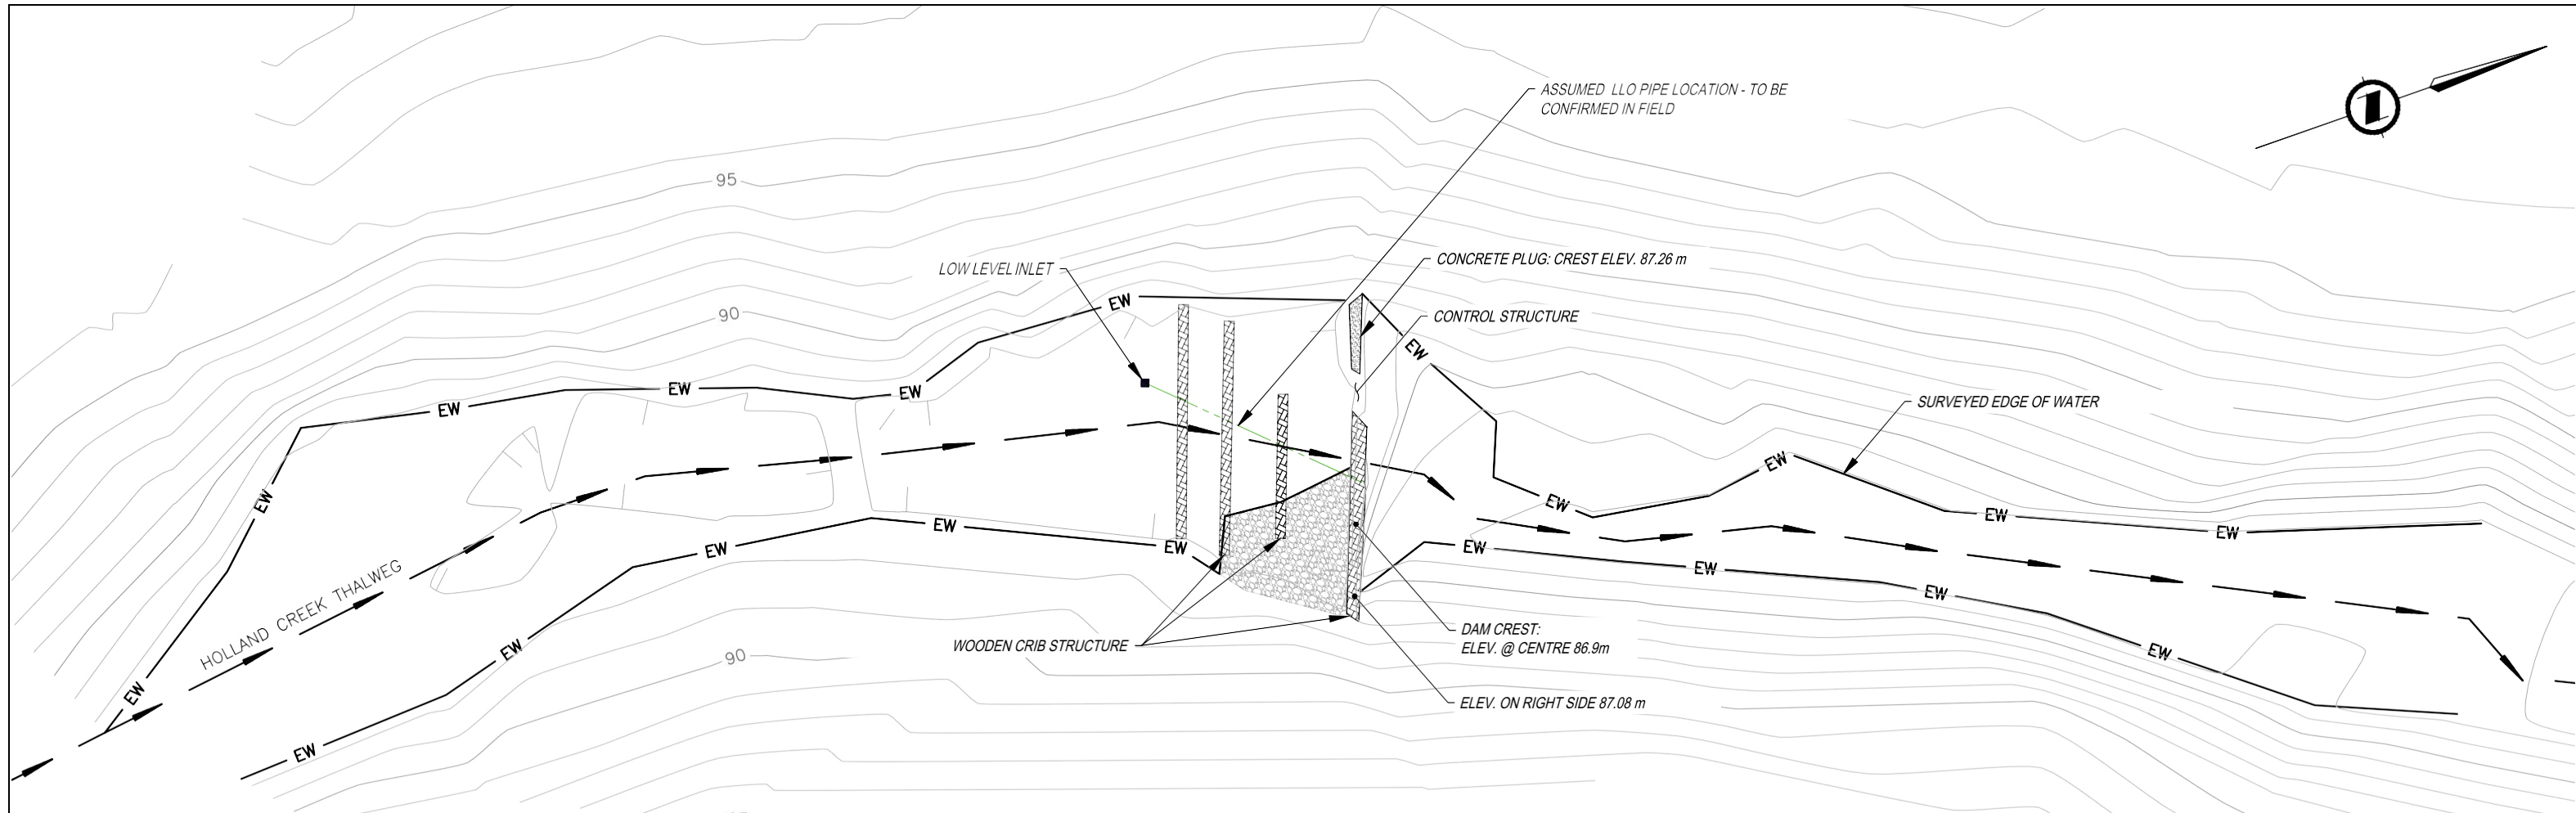 ASSUMED LLO PIPE LOCATION - TO BE
CONFIRMED IN FIELD
95
CONCRETE PLUG: CREST ELEV. 87.26 m
LOW LEVEL INLET
EW
90
CONTROL STRUCTURE
EW
EW
EW
EW
SURVEYED EDGE OF WATER
EW
EW
EW
EW
EW
EW
EW
EW
EW
EW
EW
HOLLAND CREEK THALWEG
EW
DAM CREST:
ELEV. @ CENTRE 86.9m
WOODEN CRIB STRUCTURE
EW
EW
90
EW
ELEV. ON RIGHT SIDE 87.08 m
EW